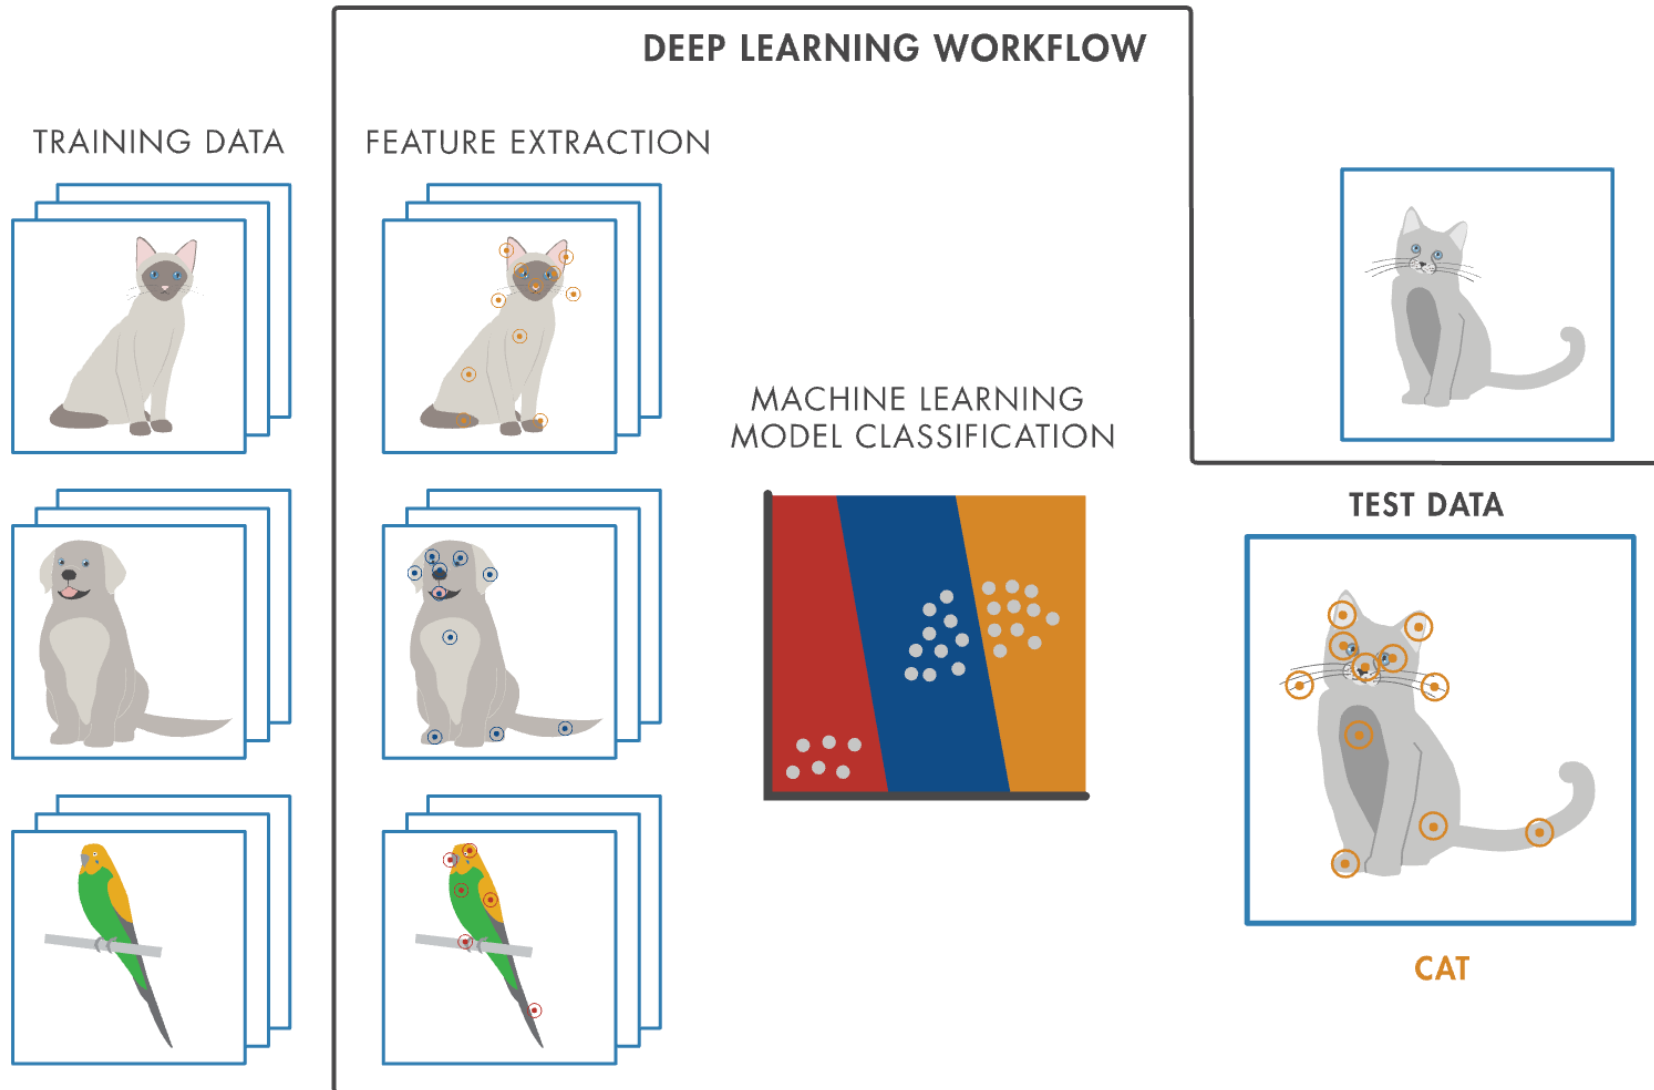 DEEP LEARNING WORKFLOW
TRAINING DATA
FEATURE EXTRACTION
MACHINE LEARNING
MODEL CLASSIFICATION
TEST DATA
CAT